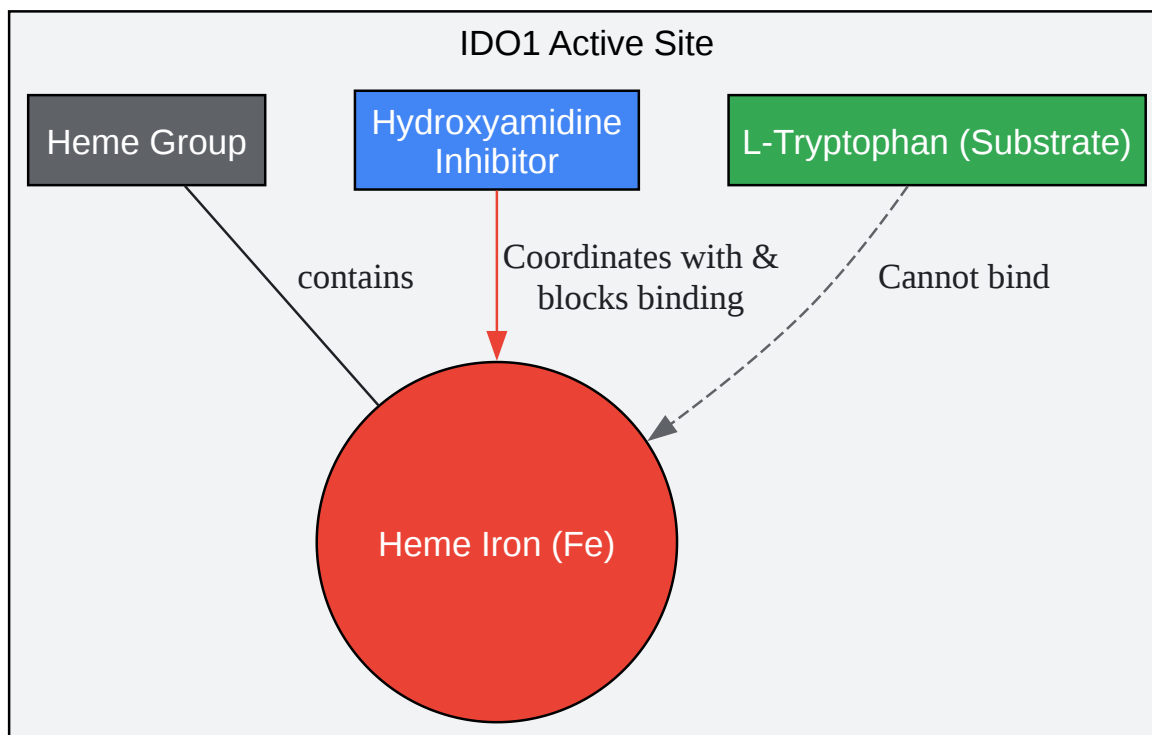 IDO1 Active Site
Heme Group
Hydroxyamidine
Inhibitor
L-Tryptophan (Substrate)
contains
Coordinates with &
blocks binding
Cannot bind
Heme Iron (Fe)